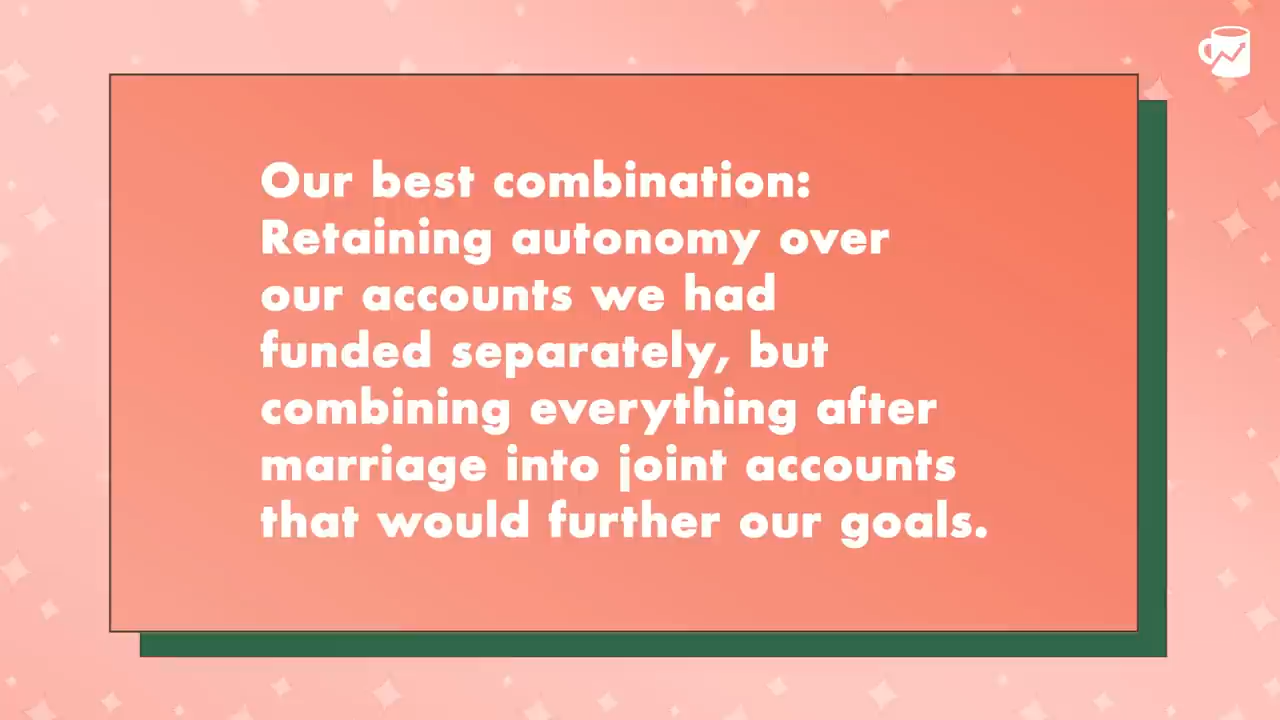 Our best combination:
Retaining autonomy over
our accounts we had
funded separately, but
combining everything after
marriage into joint accounts
that would further our goals.